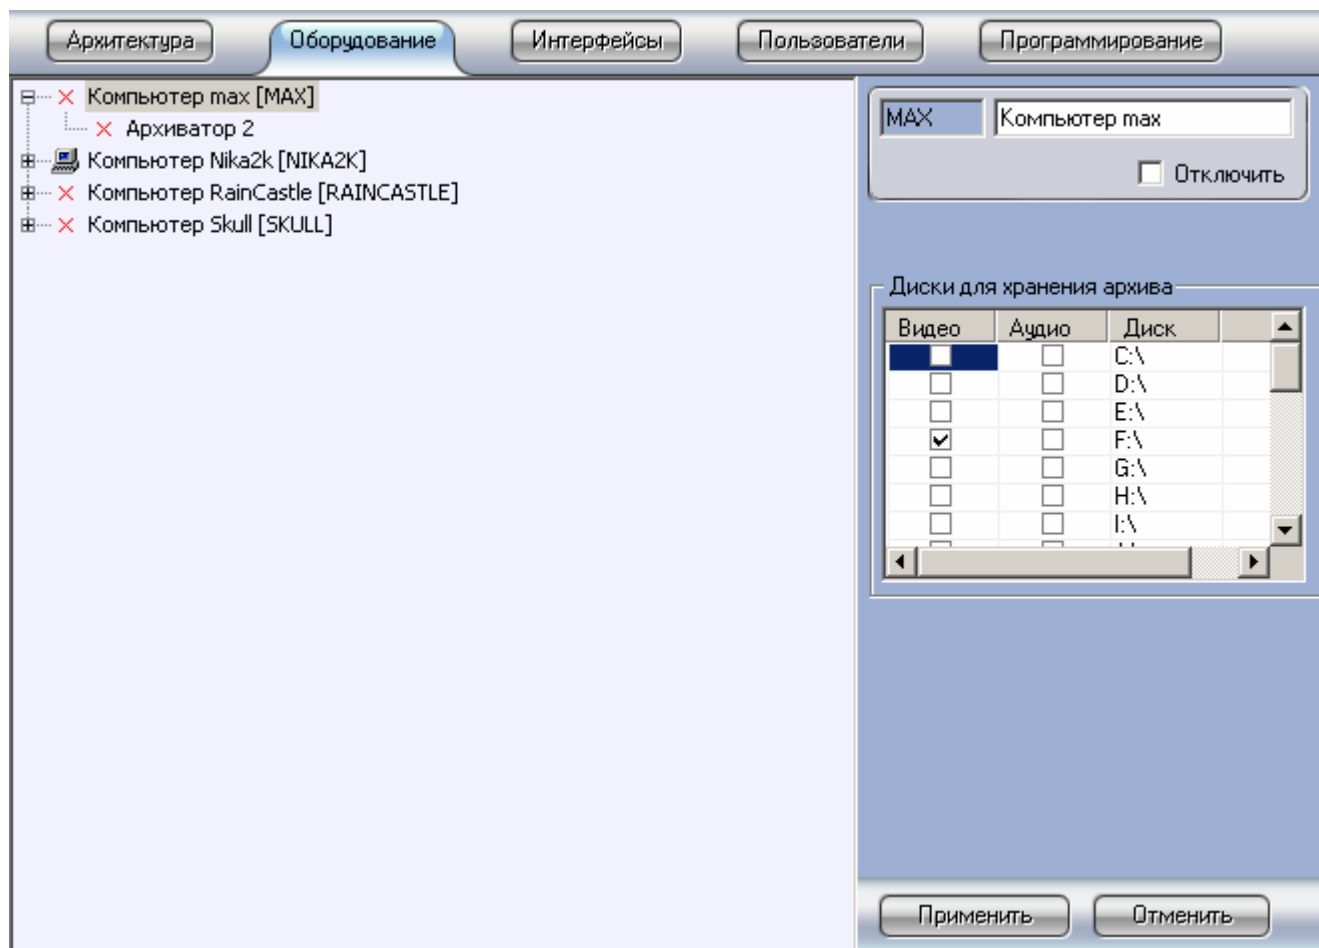 Архитектура Оборудование Интерфейсы Пользователи Программирование
Компьютер max [MAX]
Архиватор 2
Компьютер Nika2k [NIKA2K]
Компьютер RainCastle [RAINCASTLE]
Компьютер Skull [SKULL]
MAX Компьютер max
Отключить
Диски для хранения архива
Видео Аудио Диск
C:\
D:\
E:\
F:\
G:\
H:\
I:\
Применить Отменить